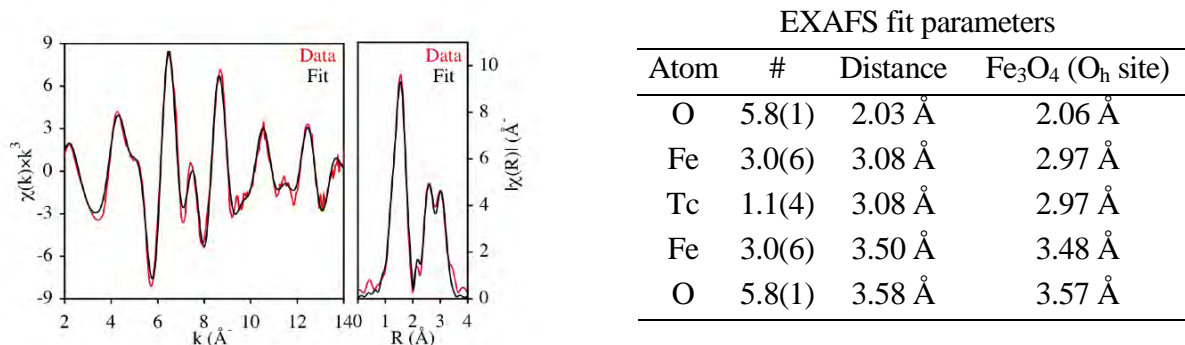 9
6
3
0
-3
-6
-9
χ(k)×k³
Data
Fit
2 4 6 8 10 12 14
k (Å⁻
Data
Fit
10
8
6
4
2
0
|χ(R)| (Å⁻
0 1 2 3 4
R (Å)
EXAFS fit parameters
Atom # Distance Fe₃O₄ (Oₕ site)
O 5.8(1) 2.03 Å 2.06 Å
Fe 3.0(6) 3.08 Å 2.97 Å
Tc 1.1(4) 3.08 Å 2.97 Å
Fe 3.0(6) 3.50 Å 3.48 Å
O 5.8(1) 3.58 Å 3.57 Å